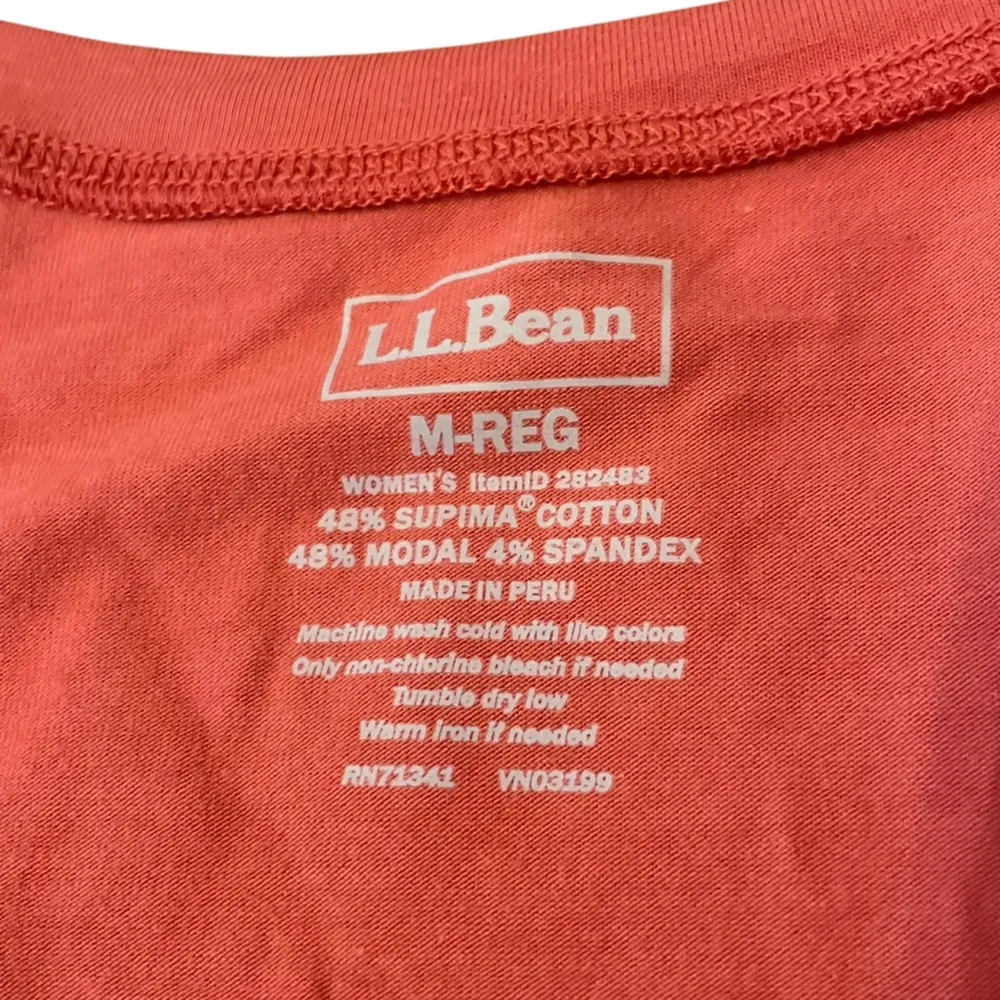 L.L.Bean
M-REG
WOMEN'S ItemID 282483
48% SUPIMA® COTTON
48% MODAL 4% SPANDEX
MADE IN PERU
Machine wash cold with like colors
Only non-chlorine bleach if needed
Tumble dry low
Warm iron if needed
RN71341 VN03199